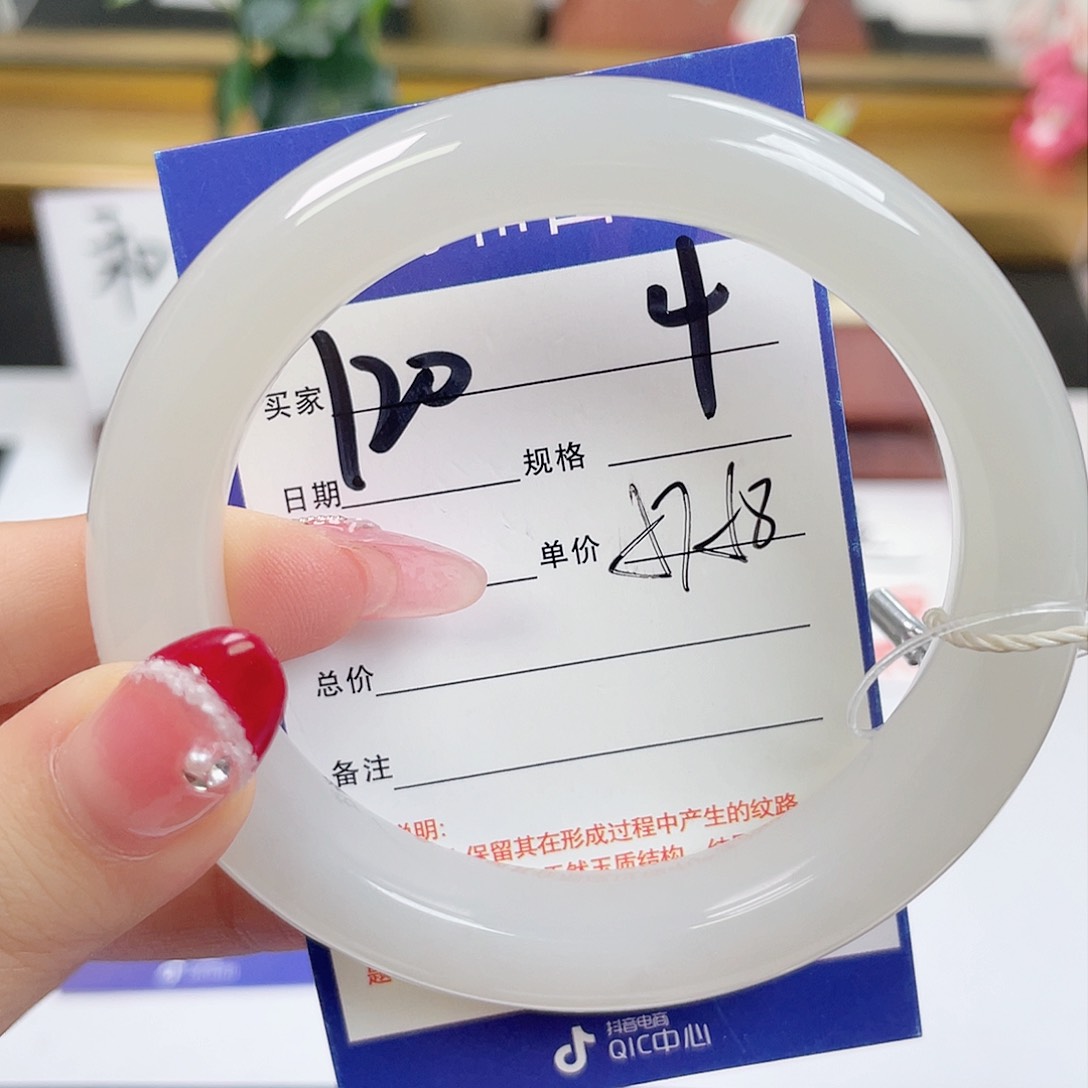 和
买家 120 4
日期 规格
单价
总价
备注
说明:
保留其在形成过程中产生的纹路
天然玉质结构
题
抖音电商
QIC中心